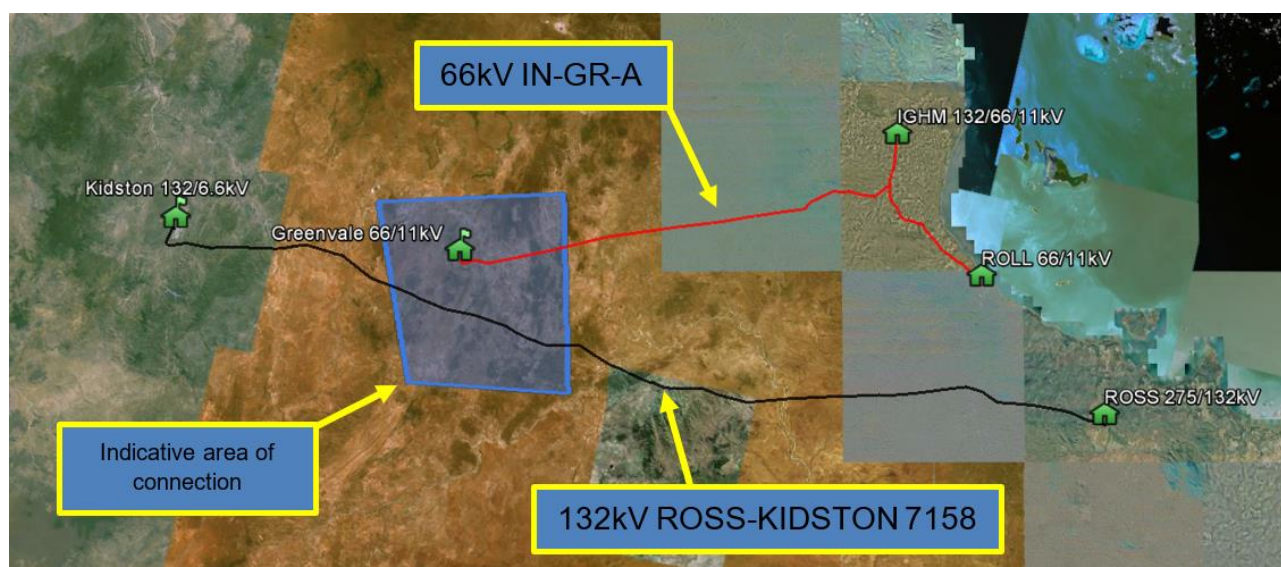 66kV IN-GR-A
IGHM 132/66/11kV
Kidston 132/6.6kV
Greenvale 66/11kV
ROLL 66/11kV
ROSS 275/132kV
Indicative area of
connection
132kV ROSS-KIDSTON 7158